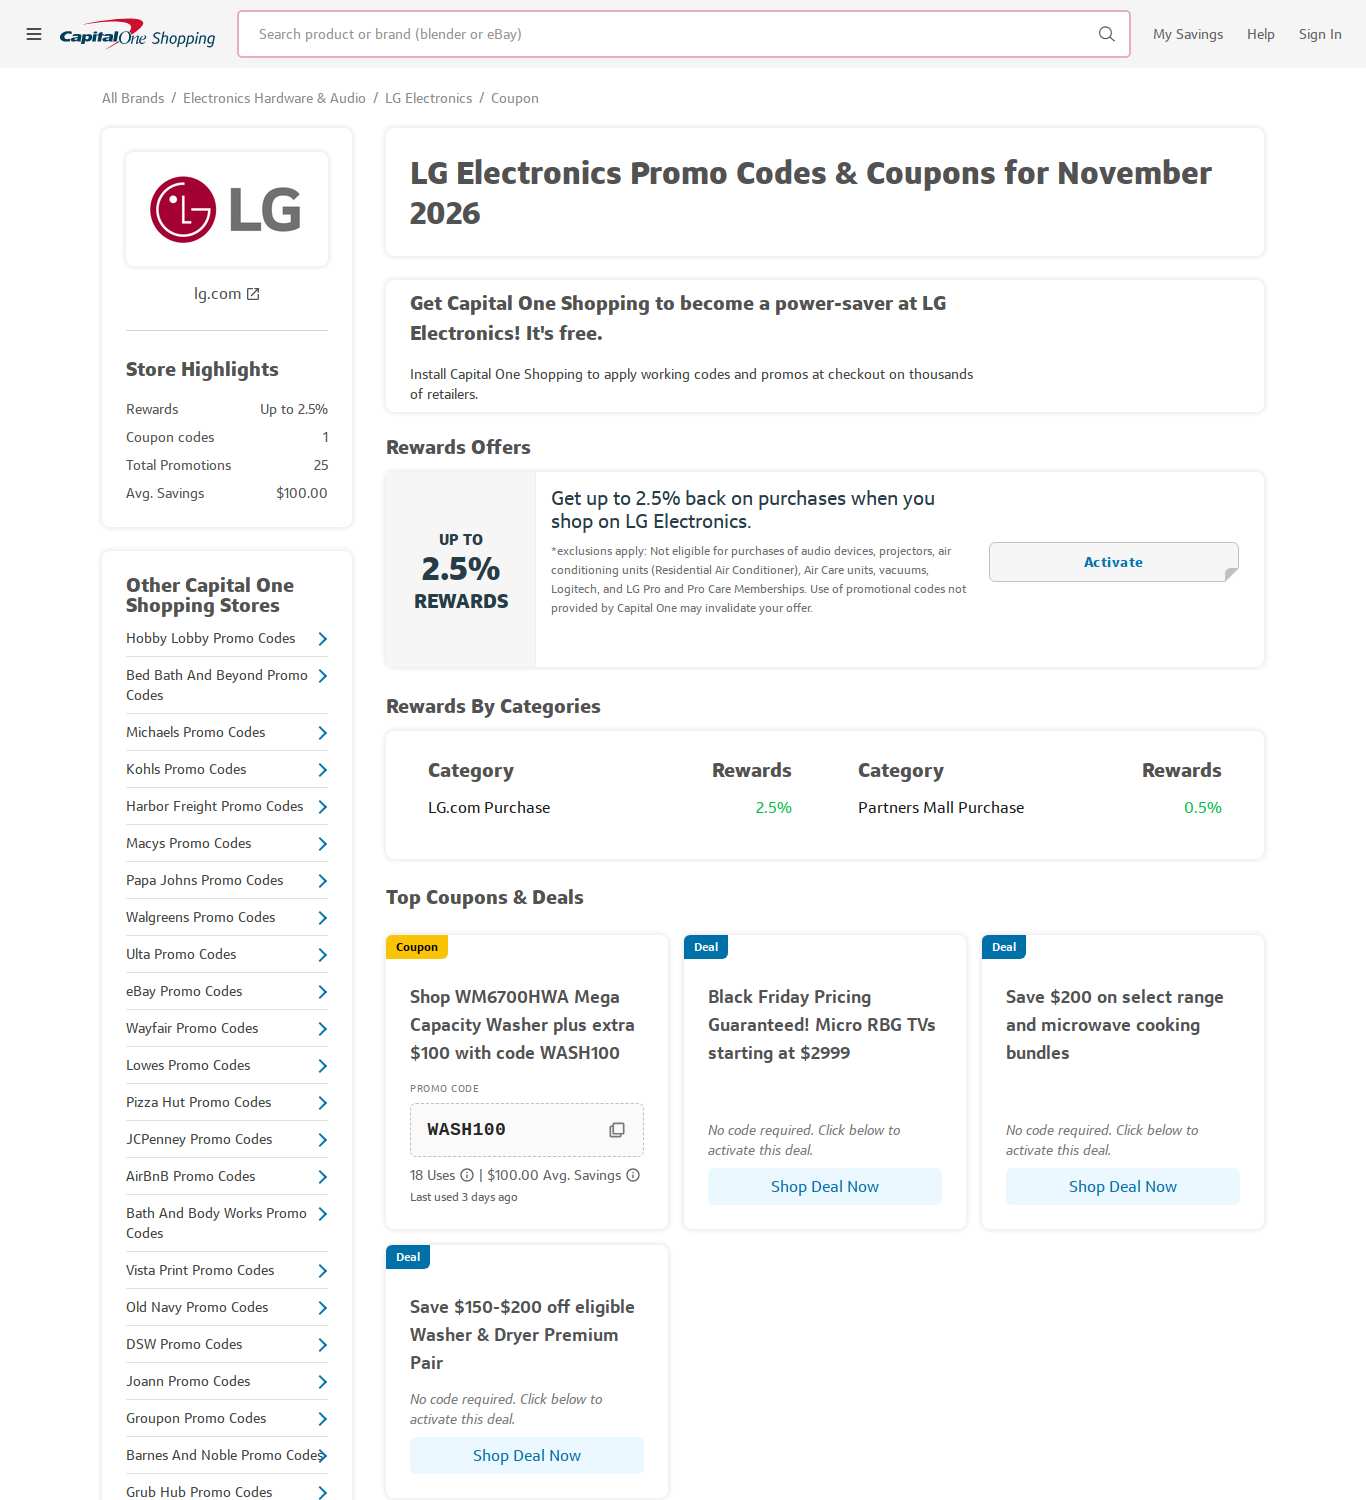 CapitalOne Shopping
Search product or brand (blender or eBay)
My Savings
Help
Sign In
All Brands / Electronics Hardware & Audio / LG Electronics / Coupon
LG
lg.com
Store Highlights
Rewards Up to 2.5%
Coupon codes 1
Total Promotions 25
Avg. Savings $100.00
Other Capital One
Shopping Stores
Hobby Lobby Promo Codes
Bed Bath And Beyond Promo
Codes
Michaels Promo Codes
Kohls Promo Codes
Harbor Freight Promo Codes
Macys Promo Codes
Papa Johns Promo Codes
Walgreens Promo Codes
Ulta Promo Codes
eBay Promo Codes
Wayfair Promo Codes
Lowes Promo Codes
Pizza Hut Promo Codes
JCPenney Promo Codes
AirBnB Promo Codes
Bath And Body Works Promo
Codes
Vista Print Promo Codes
Old Navy Promo Codes
DSW Promo Codes
Joann Promo Codes
Groupon Promo Codes
Barnes And Noble Promo Codes
Grub Hub Promo Codes
LG Electronics Promo Codes & Coupons for November
2026
Get Capital One Shopping to become a power-saver at LG
Electronics! It's free.
Install Capital One Shopping to apply working codes and promos at checkout on thousands
of retailers.
Rewards Offers
UP TO
2.5%
REWARDS
Get up to 2.5% back on purchases when you
shop on LG Electronics.
*exclusions apply: Not eligible for purchases of audio devices, projectors, air
conditioning units (Residential Air Conditioner), Air Care units, vacuums,
Logitech, and LG Pro and Pro Care Memberships. Use of promotional codes not
provided by Capital One may invalidate your offer.
Activate
Rewards By Categories
Category Rewards
LG.com Purchase 2.5%
Category Rewards
Partners Mall Purchase 0.5%
Top Coupons & Deals
Coupon
Shop WM6700HWA Mega
Capacity Washer plus extra
$100 with code WASH100
PROMO CODE
WASH100
18 Uses | $100.00 Avg. Savings
Last used 3 days ago
Deal
Black Friday Pricing
Guaranteed! Micro RBG TVs
starting at $2999
No code required. Click below to
activate this deal.
Shop Deal Now
Deal
Save $200 on select range
and microwave cooking
bundles
No code required. Click below to
activate this deal.
Shop Deal Now
Deal
Save $150-$200 off eligible
Washer & Dryer Premium
Pair
No code required. Click below to
activate this deal.
Shop Deal Now